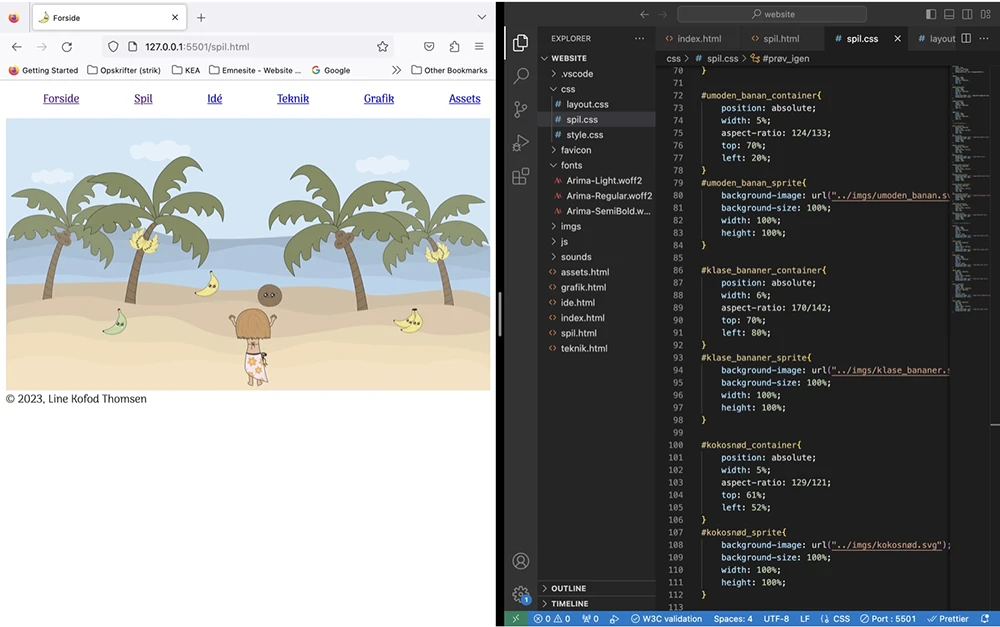 Forside
127.0.0.1:5501/spil.html
Getting Started Opskrifter (strik) KEA Emnesite - Website ... Google Other Bookmarks
Forside Spil Idé Teknik Grafik Assets
© 2023, Line Kofod Thomsen
website
EXPLORER
WEBSITE
.vscode
css
layout.css
spil.css
style.css
favicon
fonts
Arima-Light.woff2
Arima-Regular.woff2
Arima-SemiBold.w...
imgs
js
sounds
assets.html
grafik.html
ide.html
index.html
spil.html
teknik.html
OUTLINE
TIMELINE
index.html spil.html spil.css layout
css > # spil.css > #prøv_igen
70 }
71
72 #umoden_banan_container{
73 position: absolute;
74 width: 5%;
75 aspect-ratio: 124/133;
76 top: 70%;
77 left: 20%;
78 }
79 #umoden_banan_sprite{
80 background-image: url("../imgs/umoden_banan.sv
81 background-size: 100%;
82 width: 100%;
83 height: 100%;
84 }
85
86 #klase_bananer_container{
87 position: absolute;
88 width: 6%;
89 aspect-ratio: 170/142;
90 top: 70%;
91 left: 80%;
92 }
93 #klase_bananer_sprite{
94 background-image: url("../imgs/klase_bananer.s
95 background-size: 100%;
96 width: 100%;
97 height: 100%;
98 }
99
100 #kokosnød_container{
101 position: absolute;
102 width: 5%;
103 aspect-ratio: 129/121;
104 top: 61%;
105 left: 52%;
106 }
107 #kokosnød_sprite{
108 background-image: url("../imgs/kokosnød.svg");
109 background-size: 100%;
110 width: 100%;
111 height: 100%;
112 }
113
0 0 0 W3C validation Spaces: 4 UTF-8 LF {} CSS Port : 5501 Prettier
1